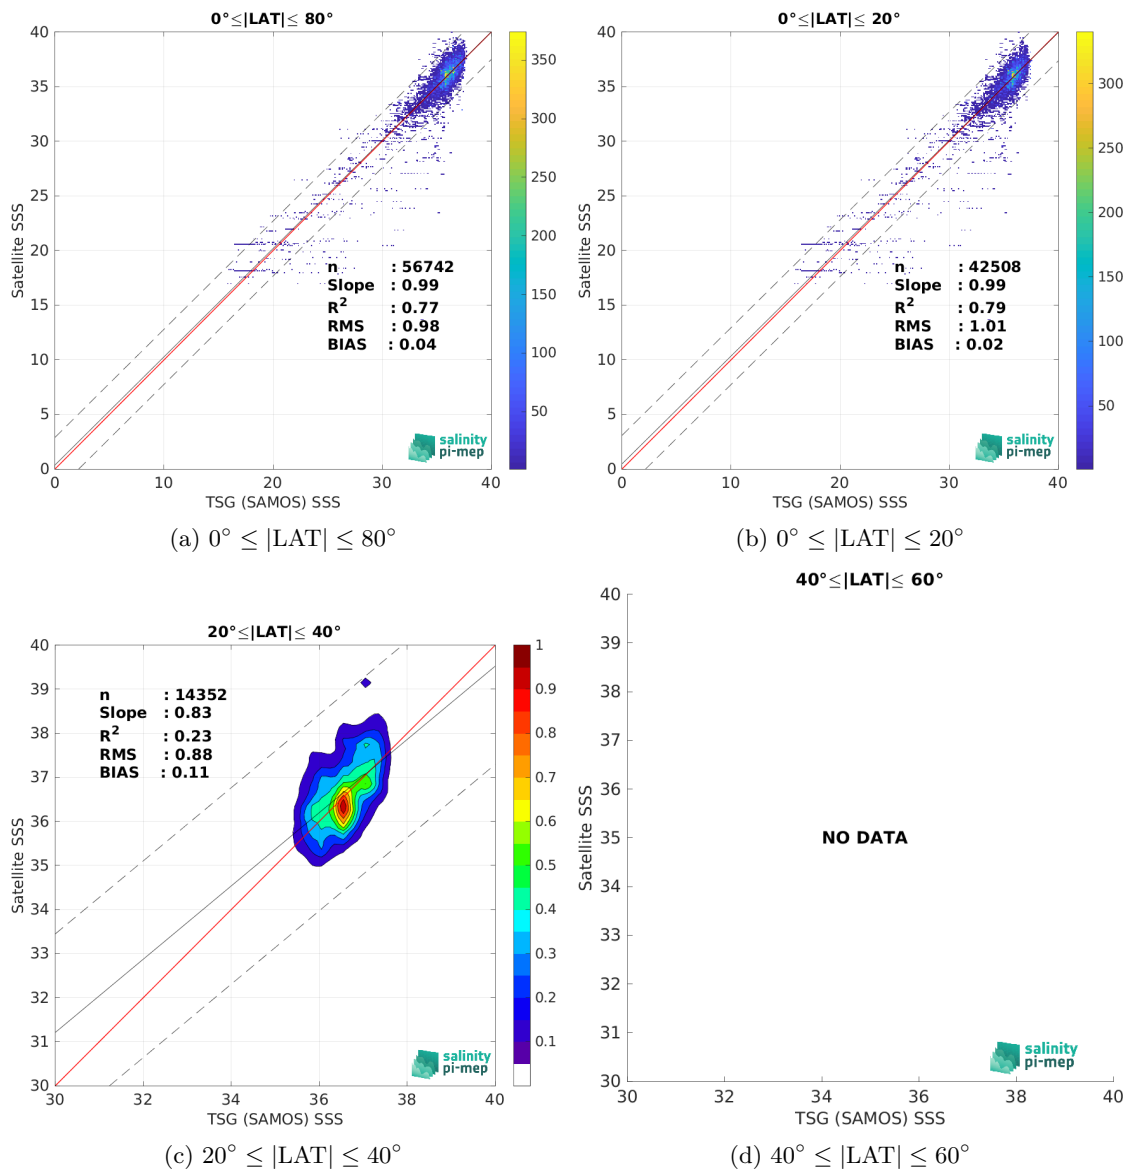 0°≤|LAT|≤ 80°
40
35
30
25
20
15
10
5
0
Satellite SSS
n : 56742
Slope : 0.99
R2 : 0.77
RMS : 0.98
BIAS : 0.04
salinity
pi-mep
0 10 20 30 40
TSG (SAMOS) SSS
350
300
250
200
150
100
50
(a) 0° ≤ |LAT| ≤ 80°
0°≤|LAT|≤ 20°
40
35
30
25
20
15
10
5
0
Satellite SSS
n : 42508
Slope : 0.99
R2 : 0.79
RMS : 1.01
BIAS : 0.02
salinity
pi-mep
0 10 20 30 40
TSG (SAMOS) SSS
300
250
200
150
100
50
(b) 0° ≤ |LAT| ≤ 20°
20°≤|LAT|≤ 40°
40
39
38
37
36
35
34
33
32
31
30
Satellite SSS
n : 14352
Slope : 0.83
R2 : 0.23
RMS : 0.88
BIAS : 0.11
salinity
pi-mep
30 32 34 36 38 40
TSG (SAMOS) SSS
1
0.9
0.8
0.7
0.6
0.5
0.4
0.3
0.2
0.1
(c) 20° ≤ |LAT| ≤ 40°
40°≤|LAT|≤ 60°
40
39
38
37
36
35
34
33
32
31
30
Satellite SSS
NO DATA
salinity
pi-mep
30 32 34 36 38 40
TSG (SAMOS) SSS
(d) 40° ≤ |LAT| ≤ 60°